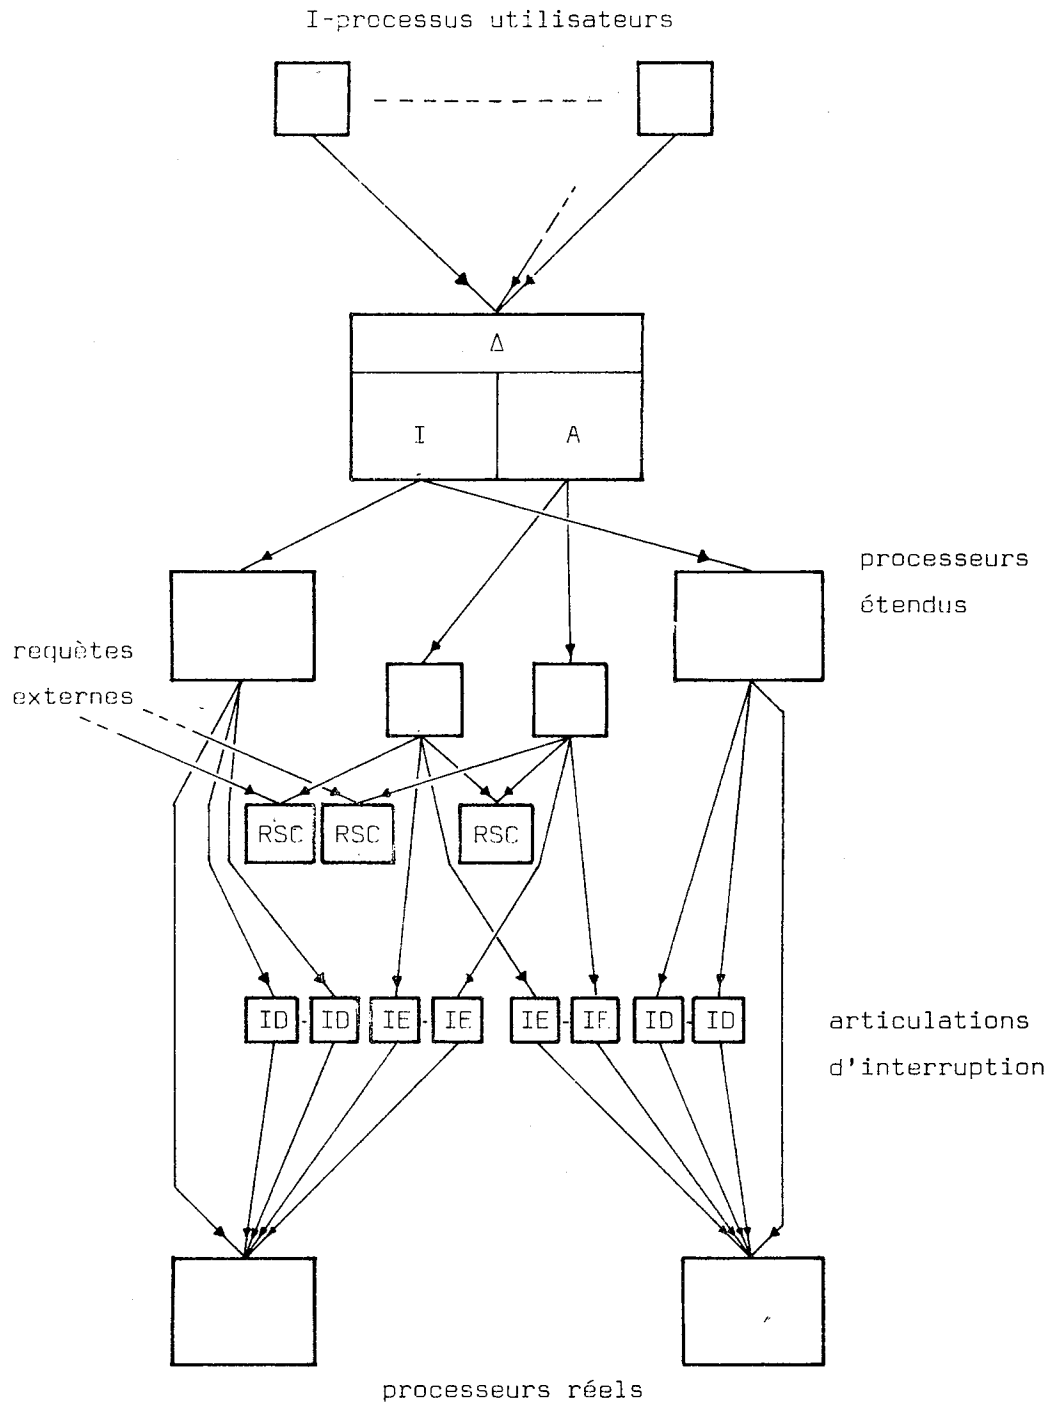 I-processus utilisateurs
Δ
I A
processeurs
étendus
requètes
externes
RSC RSC RSC
ID ID IE IE IE IE ID ID
articulations
d'interruption
processeurs réels